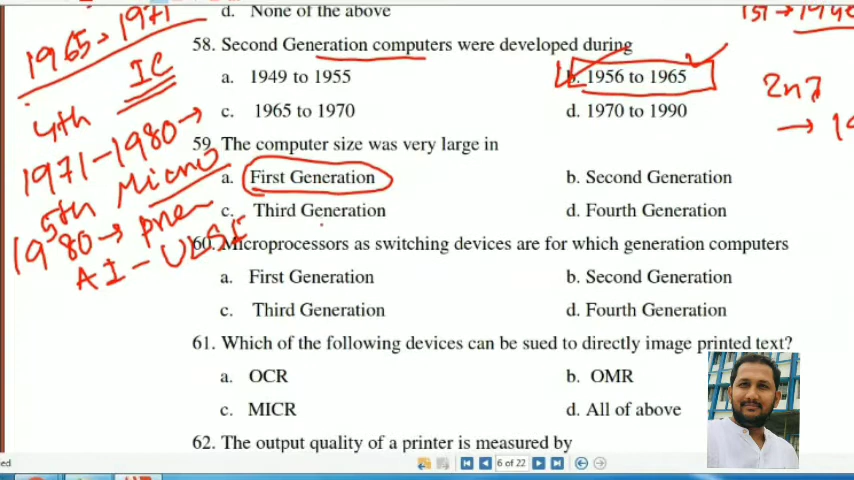 d. None of the above
1st → 194
1965 → 1971
58. Second Generation computers were developed during
IC
a. 1949 to 1955
b. 1956 to 1965
4th
2nd
c. 1965 to 1970
d. 1970 to 1990
→ 19
1971-1980 →
59. The computer size was very large in
Micro
a. First Generation
b. Second Generation
5th
c. Third Generation
d. Fourth Generation
1980 →
AI - ULSI
60. Microprocessors as switching devices are for which generation computers
a. First Generation
b. Second Generation
c. Third Generation
d. Fourth Generation
61. Which of the following devices can be sued to directly image printed text?
a. OCR
b. OMR
c. MICR
d. All of above
62. The output quality of a printer is measured by
6 of 22